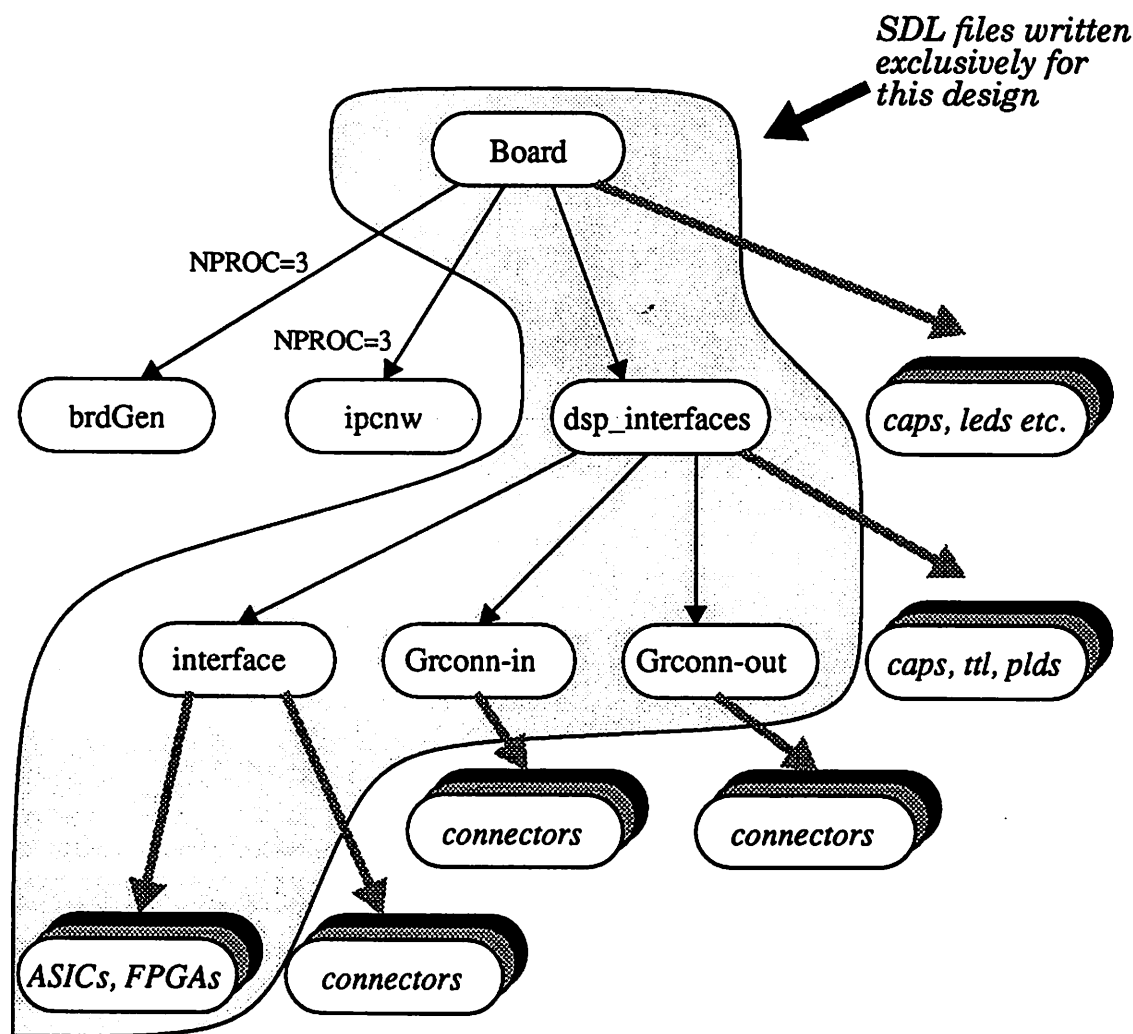 SDL files written
exclusively for
this design
Board
NPROC=3
NPROC=3
brdGen
ipcnw
dsp_interfaces
caps, leds etc.
interface
Grconn-in
Grconn-out
caps, ttl, plds
connectors
connectors
ASICs, FPGAs
connectors